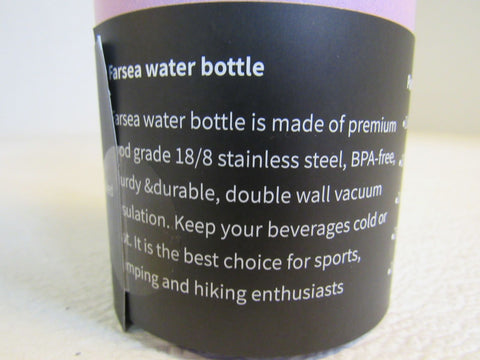 Farsea water bottle
Farsea water bottle is made of premium
ood grade 18/8 stainless steel, BPA-free,
urdy &durable, double wall vacuum
sulation. Keep your beverages cold or
t. It is the best choice for sports,
mping and hiking enthusiasts